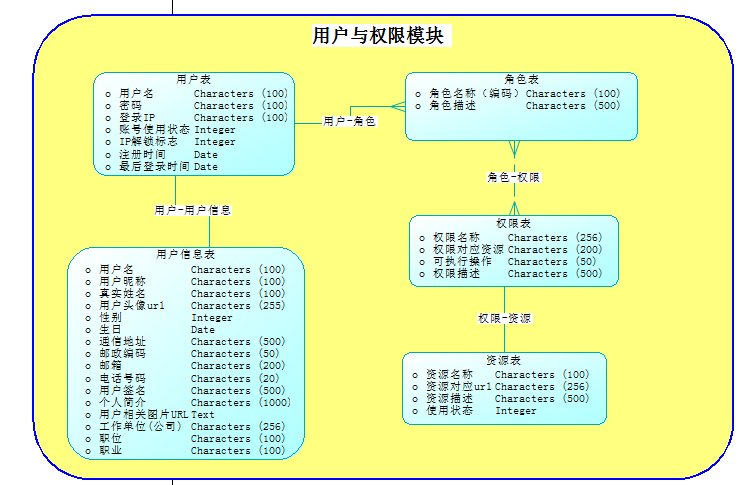 用户与权限模块
用户表
用户名 Characters (100)
密码 Characters (100)
登录IP Characters (100)
账号使用状态 Integer
IP解锁标志 Integer
注册时间 Date
最后登录时间 Date
角色表
角色名称（编码） Characters (100)
角色描述 Characters (500)
用户-角色
角色-权限
用户-用户信息
权限表
权限名称 Characters (256)
权限对应资源 Characters (200)
可执行操作 Characters (50)
权限描述 Characters (500)
用户信息表
用户名 Characters (100)
用户昵称 Characters (100)
真实姓名 Characters (100)
用户头像url Characters (255)
性别 Integer
生日 Date
通信地址 Characters (500)
邮政编码 Characters (50)
邮箱 Characters (200)
电话号码 Characters (20)
用户签名 Characters (500)
个人简介 Characters (1000)
用户相关图片URL Text
工作单位(公司) Characters (256)
职位 Characters (100)
职业 Characters (100)
权限-资源
资源表
资源名称 Characters (100)
资源对应url Characters (256)
资源描述 Characters (500)
使用状态 Integer